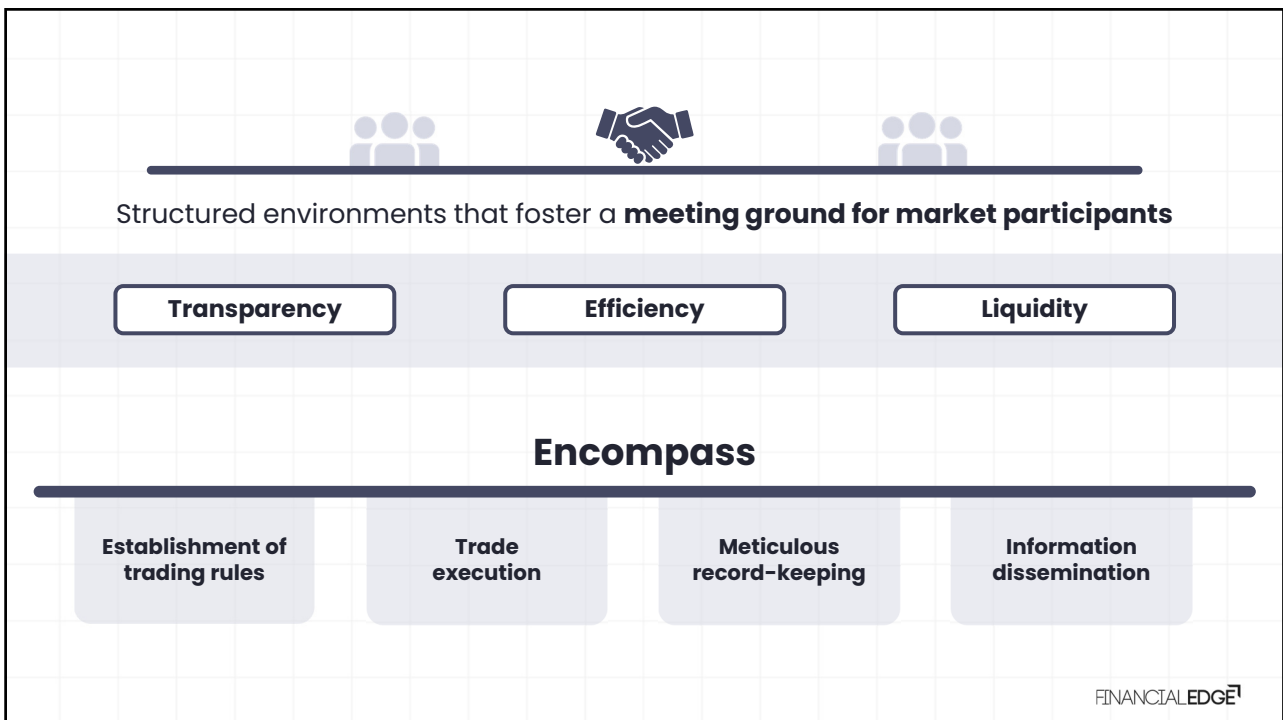 Structured environments that foster a meeting ground for market participants
Transparency
Efficiency
Liquidity
Encompass
Establishment of
trading rules
Trade
execution
Meticulous
record-keeping
Information
dissemination
FINANCIALEDGE